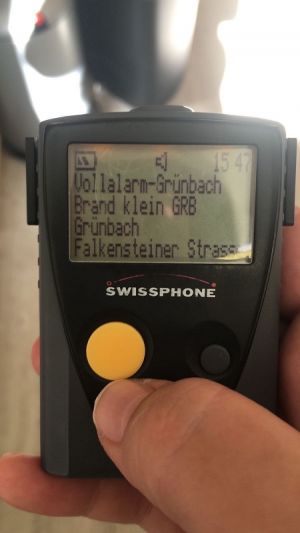 15 47
Vollalarm-Grünbach
Brand klein GRB
Grünbach
Falkensteiner Strass
SWISSPHONE